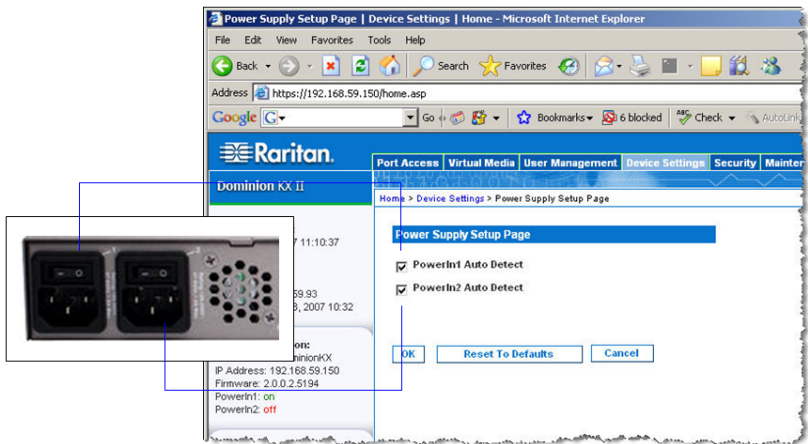 Power Supply Setup Page | Device Settings | Home - Microsoft Internet Explorer
File Edit View Favorites Tools Help
Back Search Favorites
Address https://192.168.59.150/home.asp
Google G Go Bookmarks 6 blocked ABC Check AutoLink
Raritan.
Port Access Virtual Media User Management Device Settings Security Mainten
Dominion KX II
Home > Device Settings > Power Supply Setup Page
Power Supply Setup Page
11:10:37
PowerIn1 Auto Detect
PowerIn2 Auto Detect
59.93
, 2007 10:32
on:
minionKX
OK Reset To Defaults Cancel
IP Address: 192.168.59.150
Firmware: 2.0.0.2.5194
PowerIn1: on
PowerIn2: off